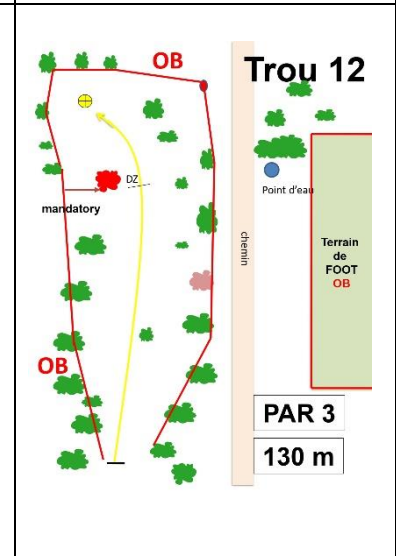 OB
Trou 12
DZ
mandatory
Point d'eau
chemin
Terrain
de
FOOT
OB
OB
PAR 3
130 m